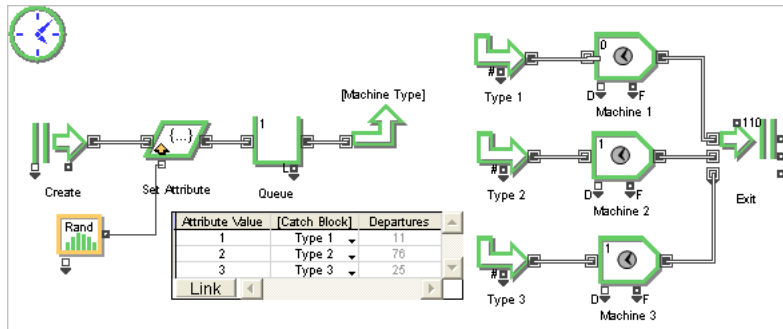 [Machine Type]
{...}
1
L
Create
Set Attribute
Queue
Rand
Attribute Value [Catch Block] Departures
1 Type 1 11
2 Type 2 76
3 Type 3 25
Link
#
Type 1
0
D F
Machine 1
#
Type 2
1
D F
Machine 2
#
Type 3
1
D F
Machine 3
110
Exit